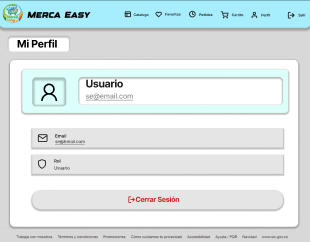 Merca Easy
Catalogo Favoritos Pedidos Carrito Perfil Salir
Mi Perfil
Usuario
se@email.com
Email
se@email.com
Rol
Usuario
Cerrar Sesión
Trabaja con nosotros Términos y condiciones Promociones Cómo cuidamos tu privacidad Accesibilidad Ayuda / PQR Navidad www.sic.gov.co